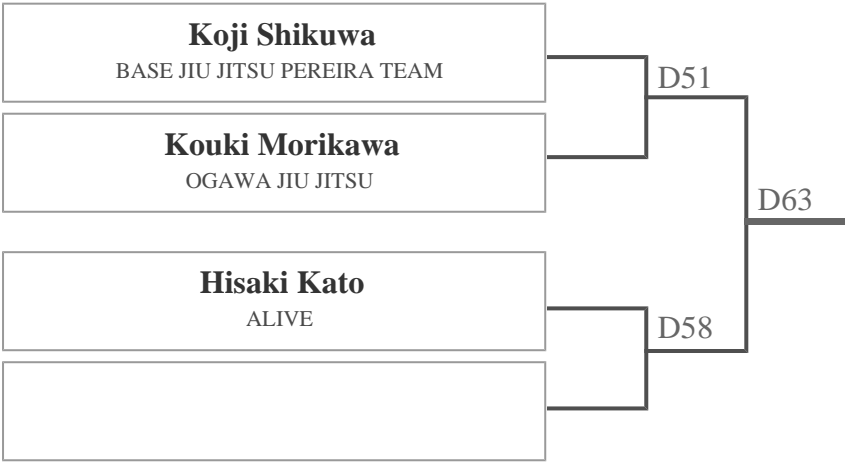 Koji Shikuwa
BASE JIU JITSU PEREIRA TEAM
D51
Kouki Morikawa
OGAWA JIU JITSU
D63
Hisaki Kato
ALIVE
D58